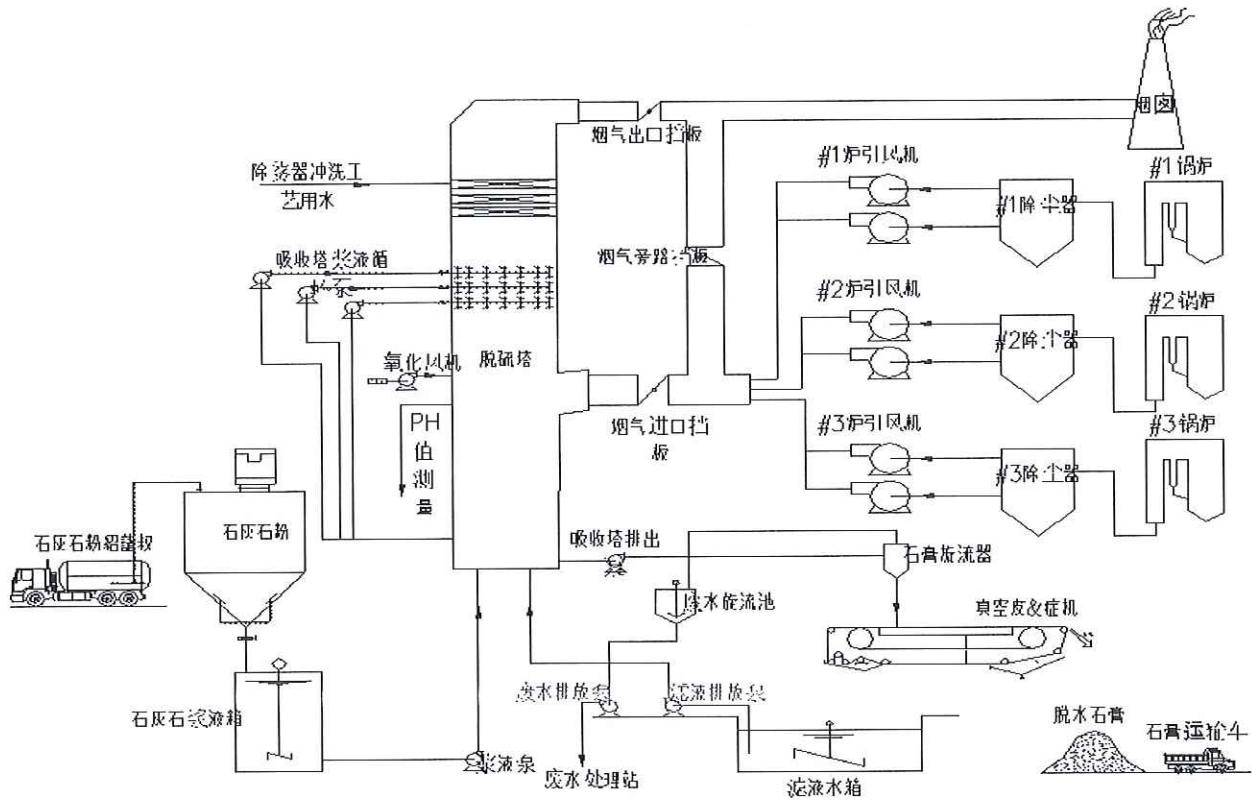 烟囱
烟气出口挡板
#1炉引风机
#1锅炉
除雾器冲洗工
艺用水
#1除尘器
吸收塔浆液循
环泵
烟气旁路挡板
#2炉引风机
#2锅炉
氧化风机
脱硫塔
#2除尘器
PH
值
测
量
烟气进口挡
板
#3炉引风机
#3锅炉
#3除尘器
石灰石粉
石灰石粉
吸收塔排出
石膏旋流器
废水旋流池
真空皮
机
石灰石浆液箱
废水排放泵
滤液排放泵
脱水石膏
石膏运输车
浆液泵
废水处理站
滤液水箱